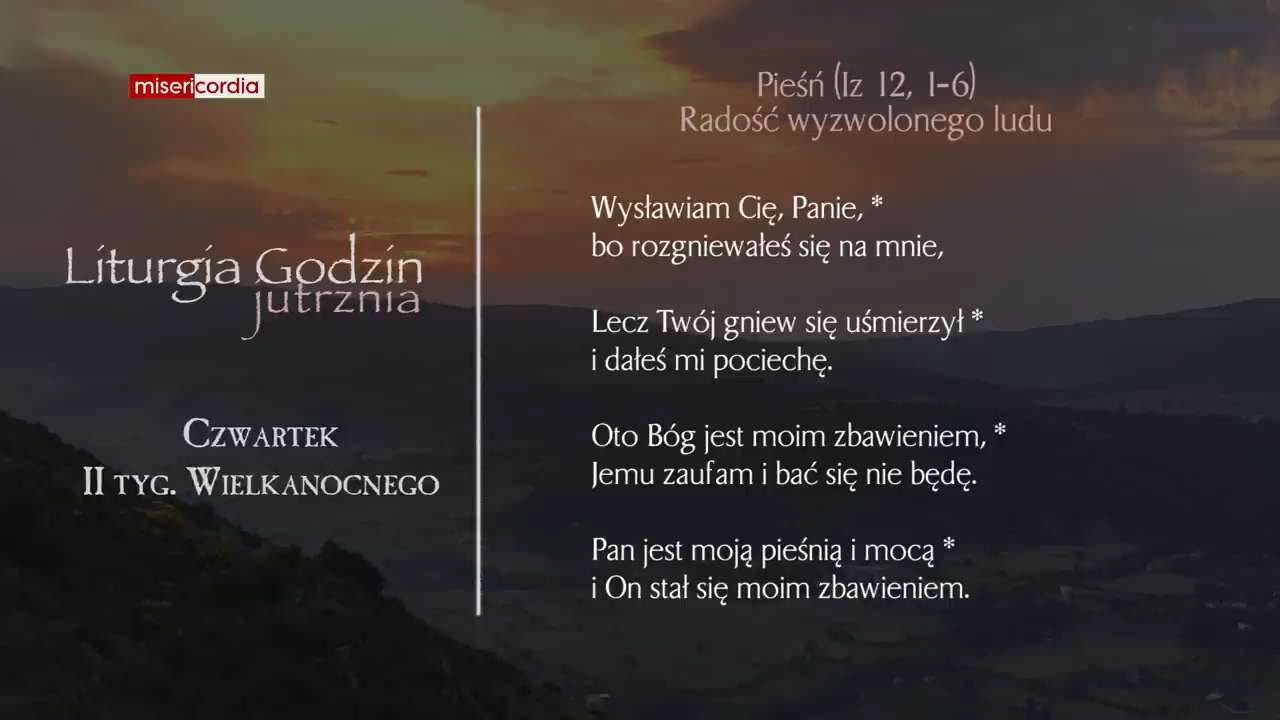 misericordia
Liturgia Godzin
jutrznia
Czwartek
II tyg. Wielkanocnego
Pieśń (Iz 12, 1-6)
Radość wyzwolonego ludu
Wysławiam Cię, Panie, *
bo rozgniewałeś się na mnie,
Lecz Twój gniew się uśmierzył *
i dałeś mi pociechę.
Oto Bóg jest moim zbawieniem, *
Jemu zaufam i bać się nie będę.
Pan jest moją pieśnią i mocą *
i On stał się moim zbawieniem.